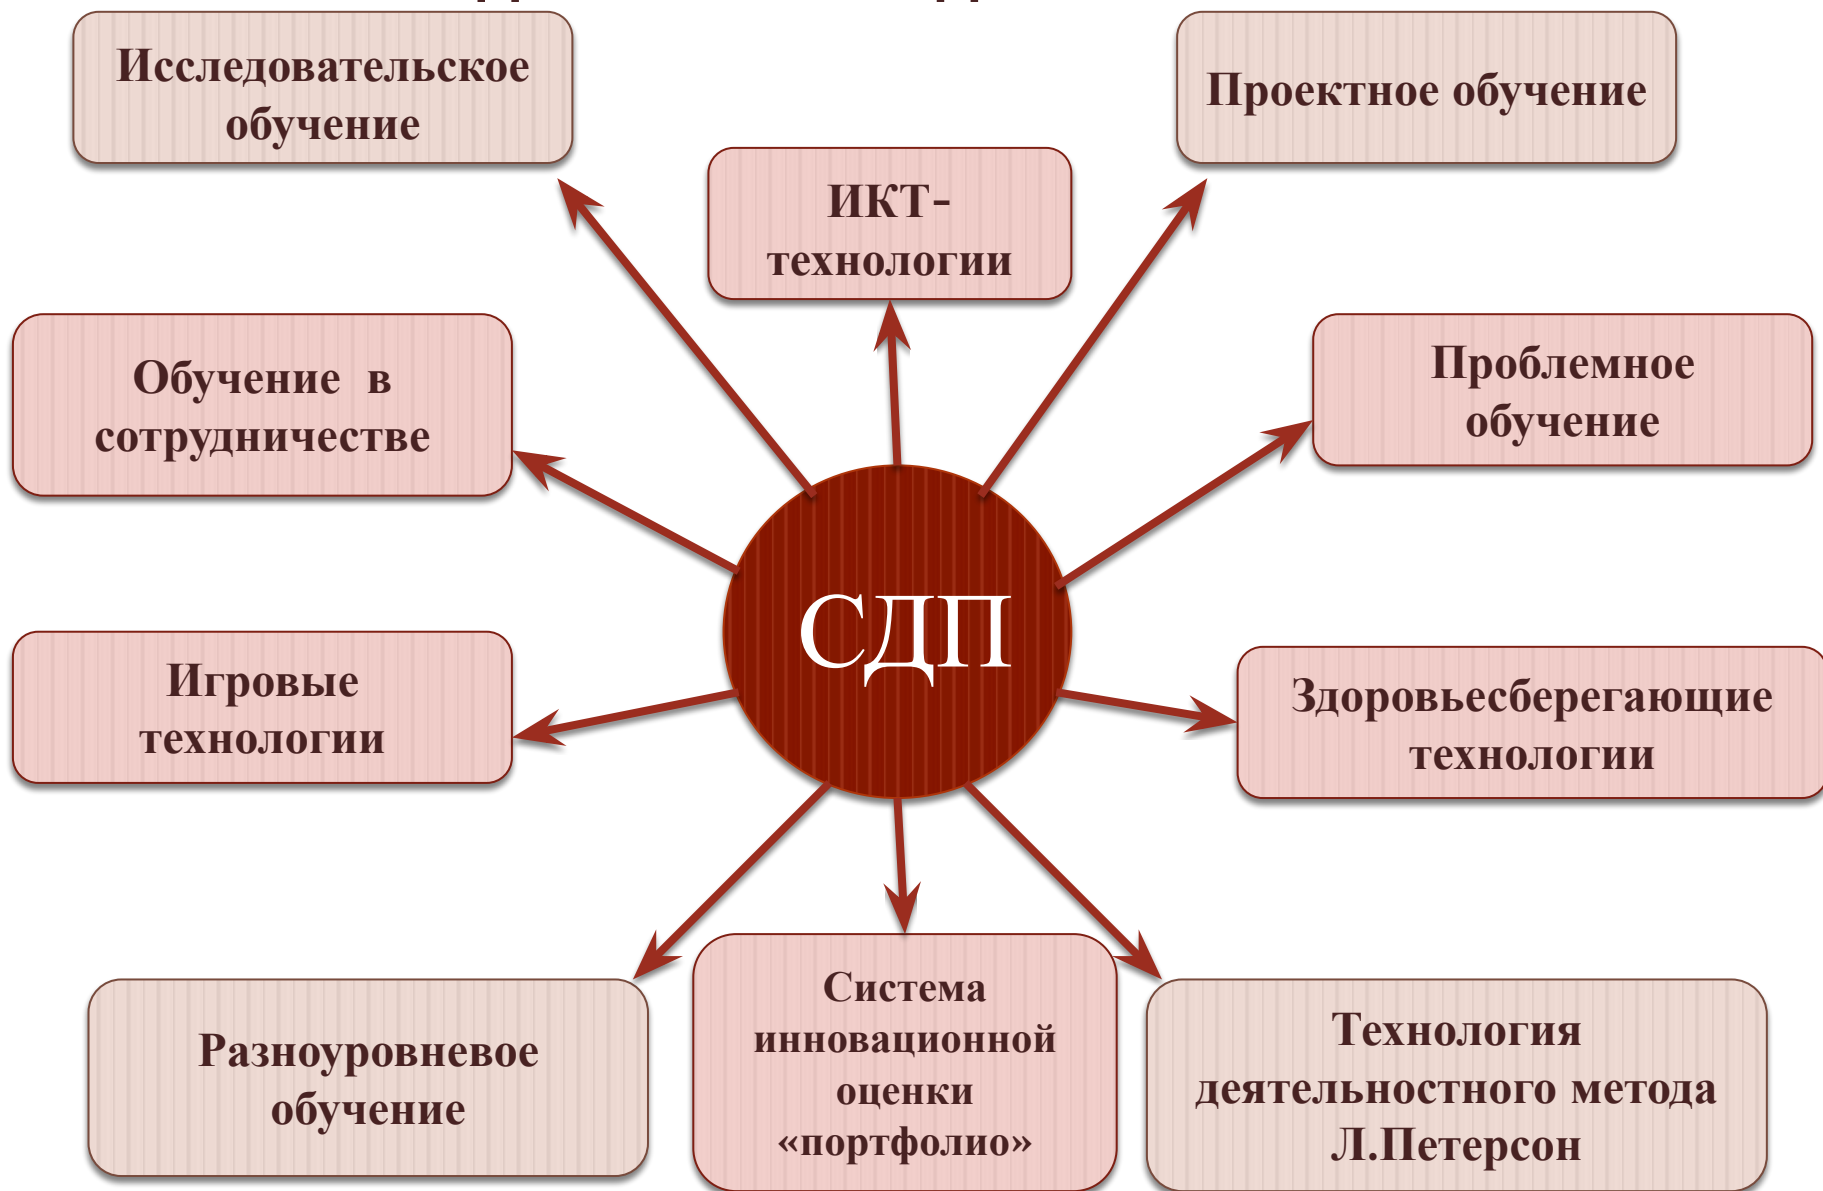 Исследовательское
обучение
Проектное обучение
ИКТ-
технологии
Обучение в
сотрудничестве
Проблемное
обучение
СДП
Игровые
технологии
Здоровьесберегающие
технологии
Разноуровневое
обучение
Система
инновационной
оценки
«портфолио»
Технология
деятельностного метода
Л.Петерсон